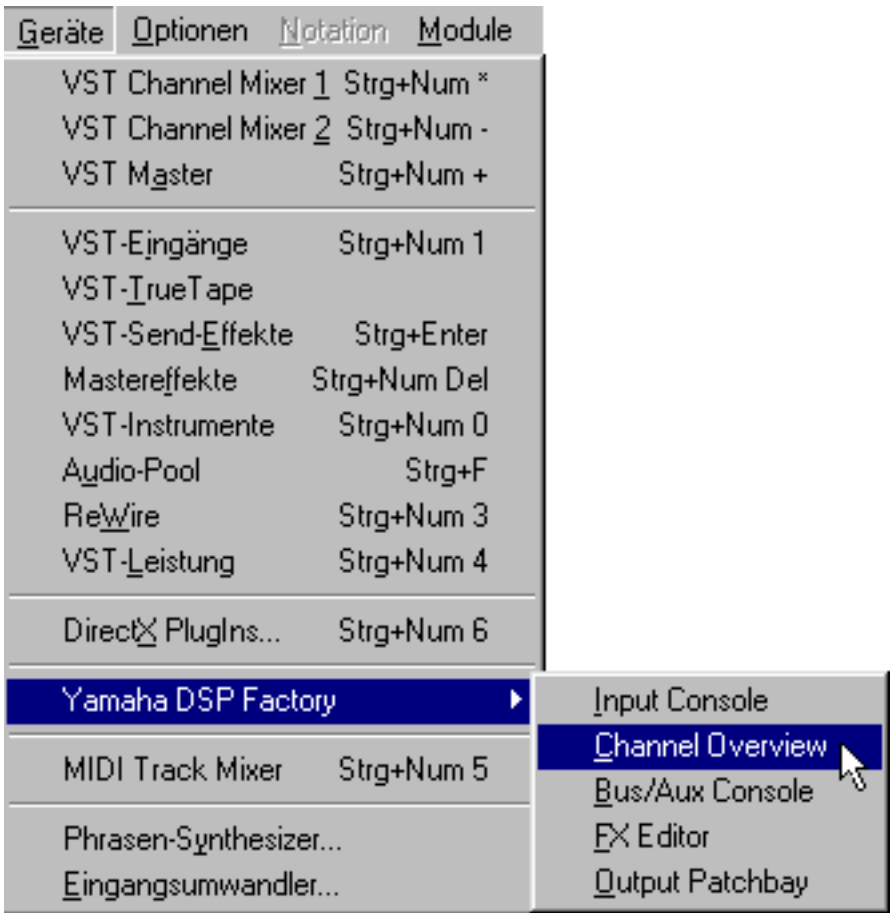 Geräte Optionen Notation Module
VST Channel Mixer 1 Strg+Num *
VST Channel Mixer 2 Strg+Num -
VST Master Strg+Num +
VST-Eingänge Strg+Num 1
VST-TrueTape
VST-Send-Effekte Strg+Enter
Mastereffekte Strg+Num Del
VST-Instrumente Strg+Num 0
Audio-Pool Strg+F
ReWire Strg+Num 3
VST-Leistung Strg+Num 4
DirectX PlugIns... Strg+Num 6
Yamaha DSP Factory
MIDI Track Mixer Strg+Num 5
Phrasen-Synthesizer...
Eingangsumwandler...
Input Console
Channel Overview
Bus/Aux Console
FX Editor
Output Patchbay